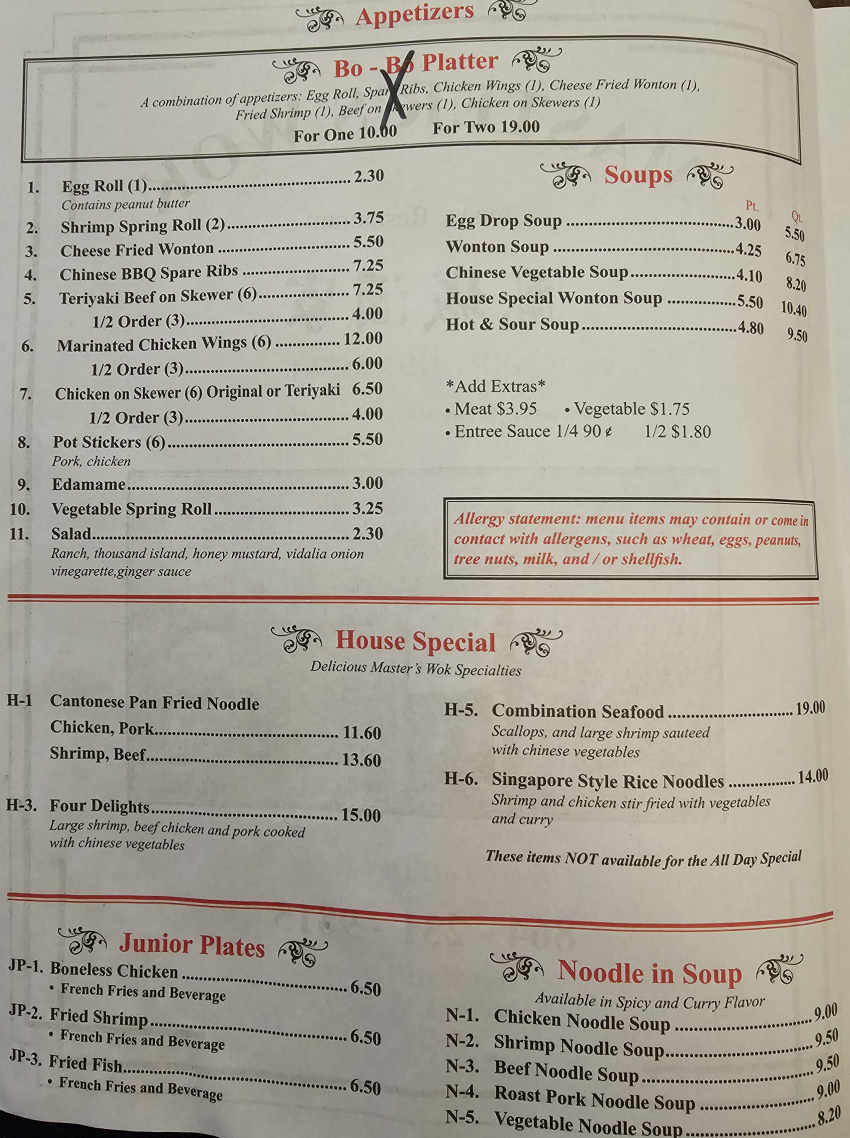 Appetizers
Bo - Bo Platter
A combination of appetizers: Egg Roll, Spare Ribs, Chicken Wings (1), Cheese Fried Wonton (1),
Fried Shrimp (1), Beef on Skewers (1), Chicken on Skewers (1)
For One 10.00 For Two 19.00
1. Egg Roll (1) 2.30
Contains peanut butter
2. Shrimp Spring Roll (2) 3.75
3. Cheese Fried Wonton 5.50
4. Chinese BBQ Spare Ribs 7.25
5. Teriyaki Beef on Skewer (6) 7.25
1/2 Order (3) 4.00
6. Marinated Chicken Wings (6) 12.00
1/2 Order (3) 6.00
7. Chicken on Skewer (6) Original or Teriyaki 6.50
1/2 Order (3) 4.00
8. Pot Stickers (6) 5.50
Pork, chicken
9. Edamame 3.00
10. Vegetable Spring Roll 3.25
11. Salad 2.30
Ranch, thousand island, honey mustard, vidalia onion
vinegarette,ginger sauce
Soups
Pt. Qt.
Egg Drop Soup 3.00 5.50
Wonton Soup 4.25 6.75
Chinese Vegetable Soup 4.10 8.20
House Special Wonton Soup 5.50 10.40
Hot & Sour Soup 4.80 9.50
*Add Extras*
• Meat $3.95 • Vegetable $1.75
• Entree Sauce 1/4 90 ¢ 1/2 $1.80
Allergy statement: menu items may contain or come in
contact with allergens, such as wheat, eggs, peanuts,
tree nuts, milk, and / or shellfish.
House Special
Delicious Master's Wok Specialties
H-1 Cantonese Pan Fried Noodle
Chicken, Pork 11.60
Shrimp, Beef 13.60
H-3. Four Delights 15.00
Large shrimp, beef chicken and pork cooked
with chinese vegetables
H-5. Combination Seafood 19.00
Scallops, and large shrimp sauteed
with chinese vegetables
H-6. Singapore Style Rice Noodles 14.00
Shrimp and chicken stir fried with vegetables
and curry
These items NOT available for the All Day Special
Junior Plates
JP-1. Boneless Chicken 6.50
• French Fries and Beverage
JP-2. Fried Shrimp 6.50
• French Fries and Beverage
JP-3. Fried Fish 6.50
• French Fries and Beverage
Noodle in Soup
Available in Spicy and Curry Flavor
N-1. Chicken Noodle Soup 9.00
N-2. Shrimp Noodle Soup 9.50
N-3. Beef Noodle Soup 9.50
N-4. Roast Pork Noodle Soup 9.00
N-5. Vegetable Noodle Soup 8.20